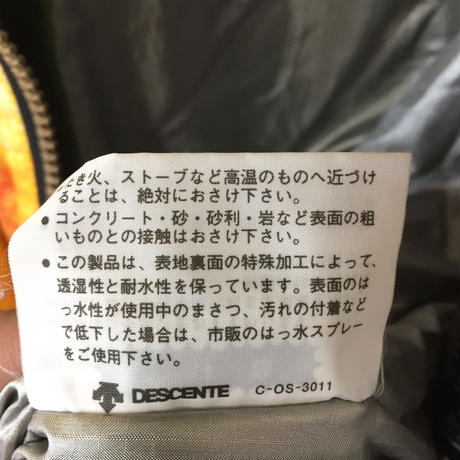 たき火、ストーブなど高温のものへ近づけ
ることは、絶対におさけ下さい。
●コンクリート・砂・砂利・岩など表面の粗
いものとの接触はおさけ下さい。
●この製品は、表地裏面の特殊加工によって、
透湿性と耐水性を保っています。表面のは
っ水性が使用中のまさつ、汚れの付着など
で低下した場合は、市販のはっ水スプレー
をご使用下さい。
DESCENTE C-OS-3011